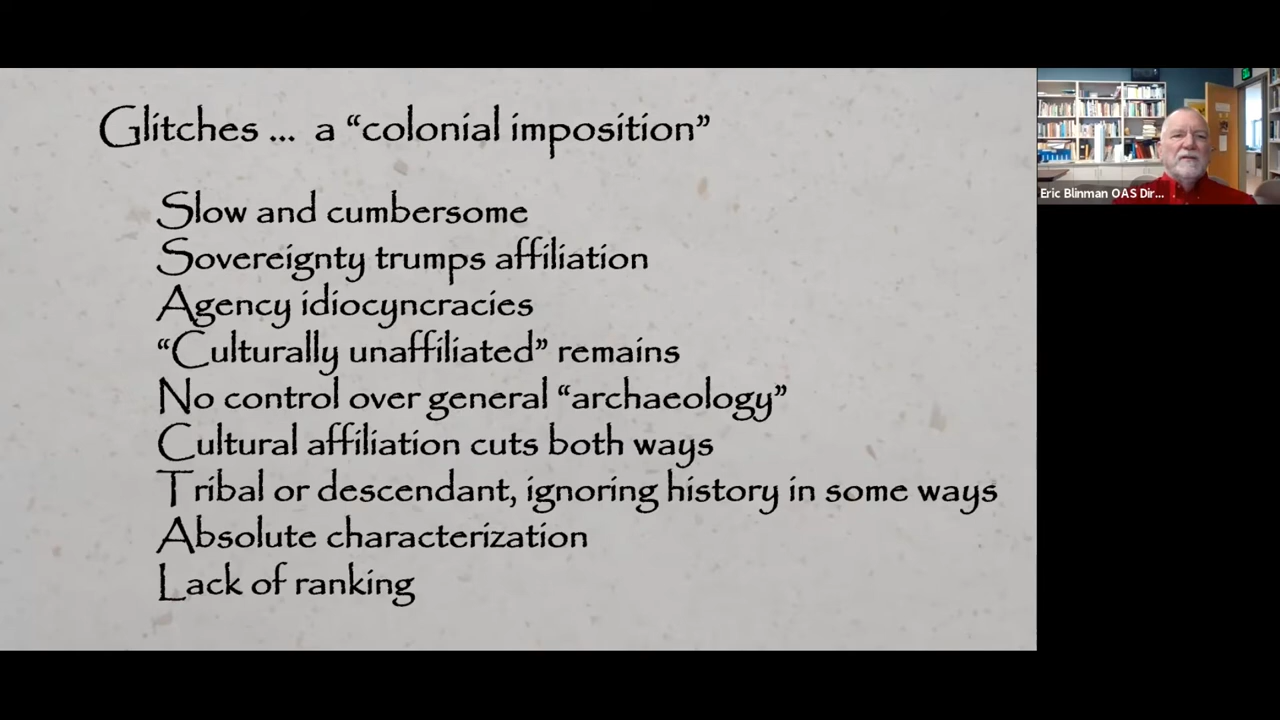 Glitches ... a “colonial imposition”
Slow and cumbersome
Sovereignty trumps affiliation
Agency idiocyncracies
“Culturally unaffiliated” remains
No control over general “archaeology”
Cultural affiliation cuts both ways
Tribal or descendant, ignoring history in some ways
Absolute characterization
Lack of ranking
Eric Blinman OAS Dir...